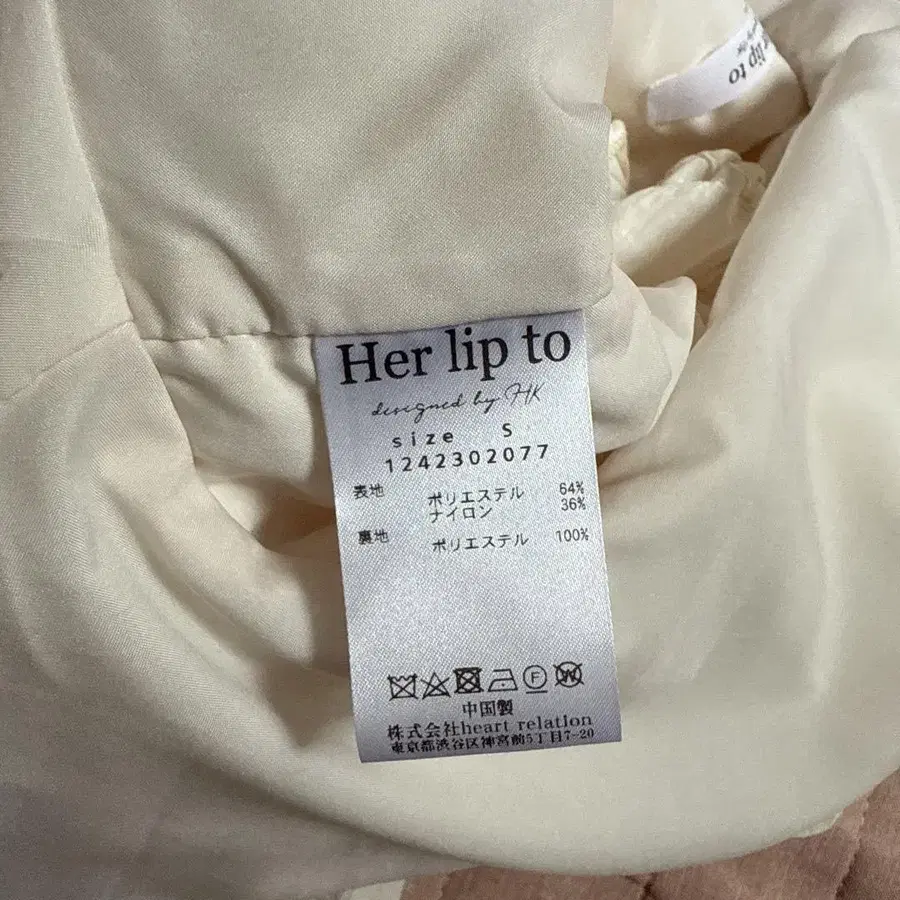 lip to
Her lip to
designed by HK
size S
1242302077
表地 ポリエステル 64%
ナイロン 36%
裏地 ポリエステル 100%
F W
中国製
株式会社heart relation
東京都渋谷区神宮前5丁目7-20